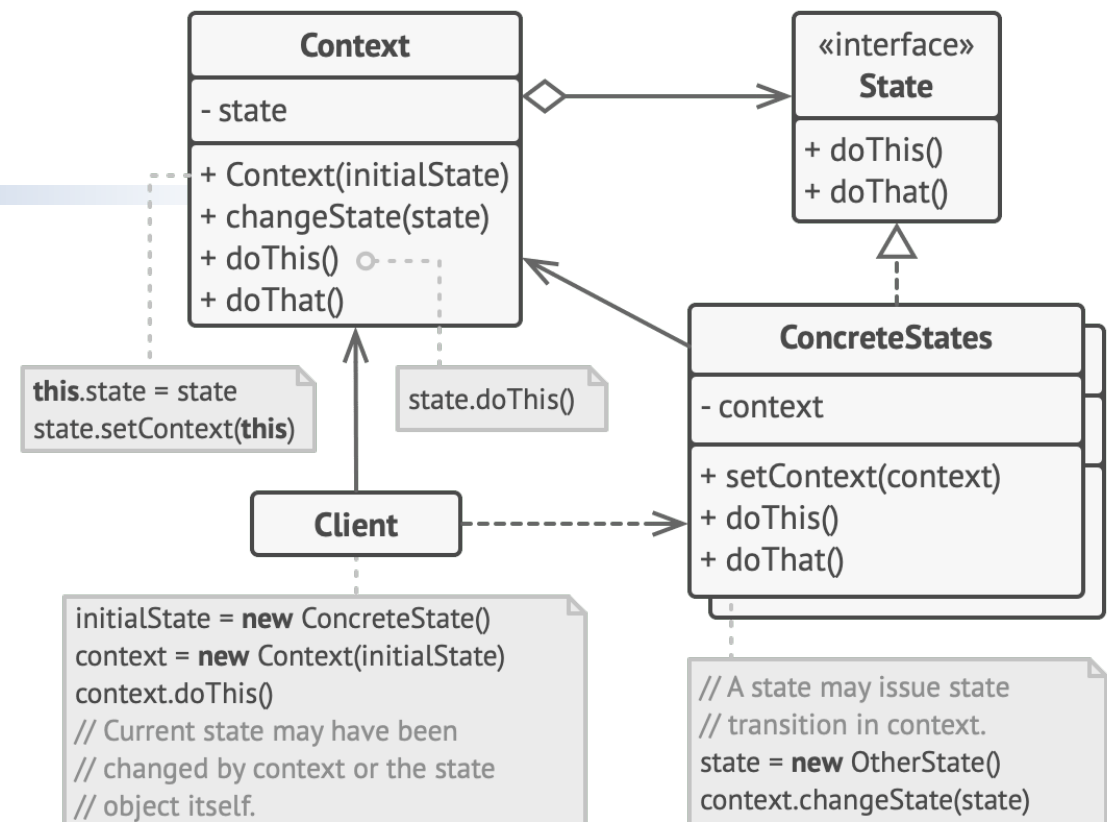 Context
- state
+ Context(initialState)
+ changeState(state)
+ doThis()
+ doThat()
«interface»
State
+ doThis()
+ doThat()
this.state = state
state.setContext(this)
state.doThis()
ConcreteStates
- context
+ setContext(context)
+ doThis()
+ doThat()
Client
initialState = new ConcreteState()
context = new Context(initialState)
context.doThis()
// Current state may have been
// changed by context or the state
// object itself.
// A state may issue state
// transition in context.
state = new OtherState()
context.changeState(state)